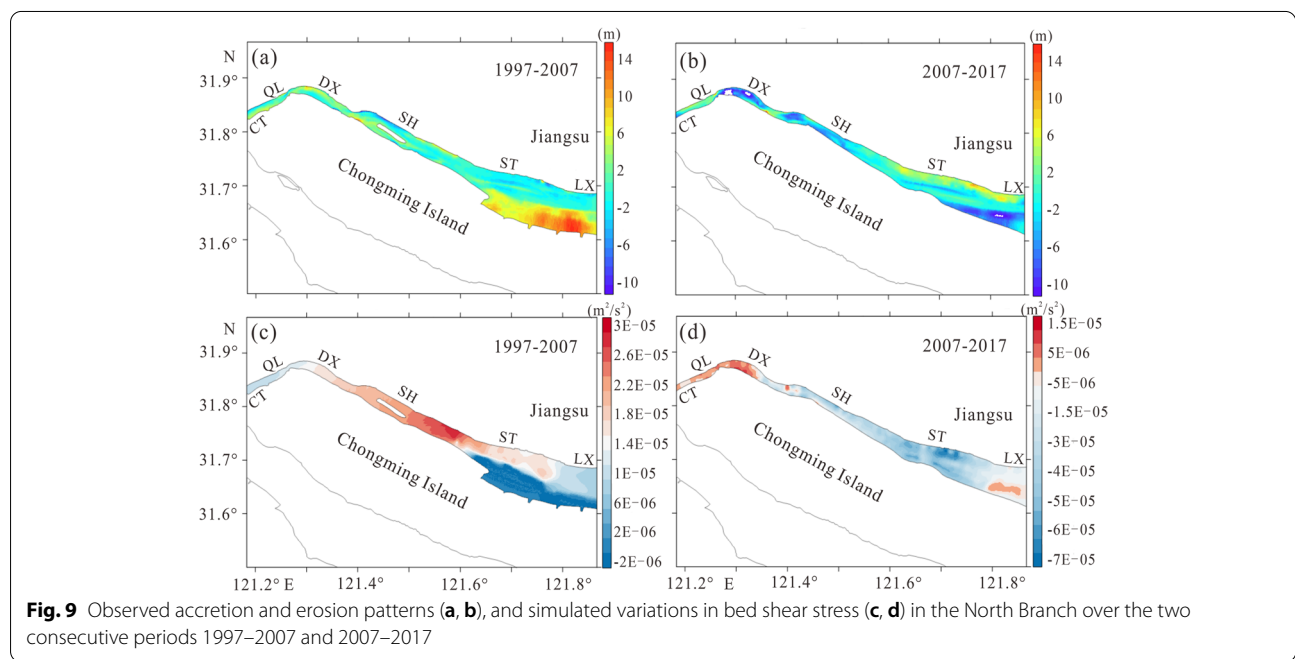 (m)
(m)
N
(a)
1997-2007
14
31.9°
QL
DX
10
CT
SH
6
31.8°
Jiangsu
Chongming Island
ST
2
31.7°
LX
-2
-6
31.6°
-10
(b)
2007-2017
14
QL
DX
10
CT
SH
6
Jiangsu
Chongming Island
ST
2
LX
-2
-6
-10
(m²/s²)
(m²/s²)
N
(c)
1997-2007
3E-05
31.9°
QL
DX
2.6E-05
CT
SH
2.2E-05
31.8°
Jiangsu
1.8E-05
Chongming Island
ST
1.4E-05
31.7°
LX
1E-05
6E-06
31.6°
2E-06
-2E-06
121.2° E
121.4°
121.6°
121.8°
(d)
2007-2017
1.5E-05
QL
DX
5E-06
CT
SH
-5E-06
Jiangsu
-1.5E-05
Chongming Island
ST
-3E-05
LX
-4E-05
-5E-05
-6E-05
-7E-05
121.2°
E
121.4°
121.6°
121.8°
Fig. 9 Observed accretion and erosion patterns (a, b), and simulated variations in bed shear stress (c, d) in the North Branch over the two
consecutive periods 1997–2007 and 2007–2017